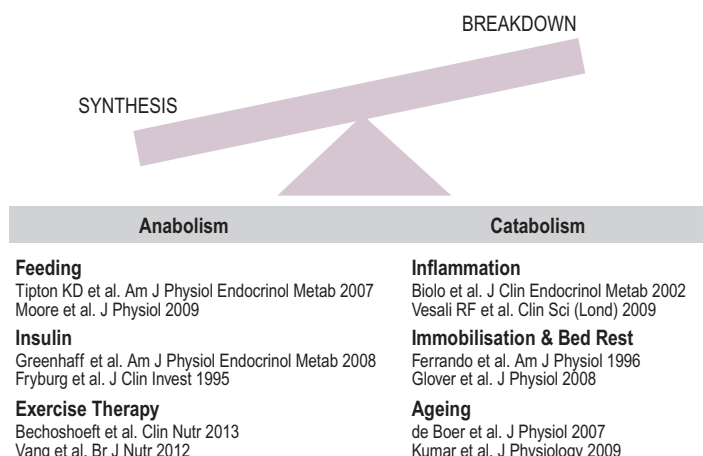 BREAKDOWN
SYNTHESIS
Anabolism
Catabolism
Feeding
Tipton KD et al. Am J Physiol Endocrinol Metab 2007
Moore et al. J Physiol 2009
Insulin
Greenhaff et al. Am J Physiol Endocrinol Metab 2008
Fryburg et al. J Clin Invest 1995
Exercise Therapy
Bechoshoeft et al. Clin Nutr 2013
Yang et al. Br J Nutr 2012
Inflammation
Biolo et al. J Clin Endocrinol Metab 2002
Vesali RF et al. Clin Sci (Lond) 2009
Immobilisation & Bed Rest
Ferrando et al. Am J Physiol 1996
Glover et al. J Physiol 2008
Ageing
de Boer et al. J Physiol 2007
Kumar et al. J Physiology 2009